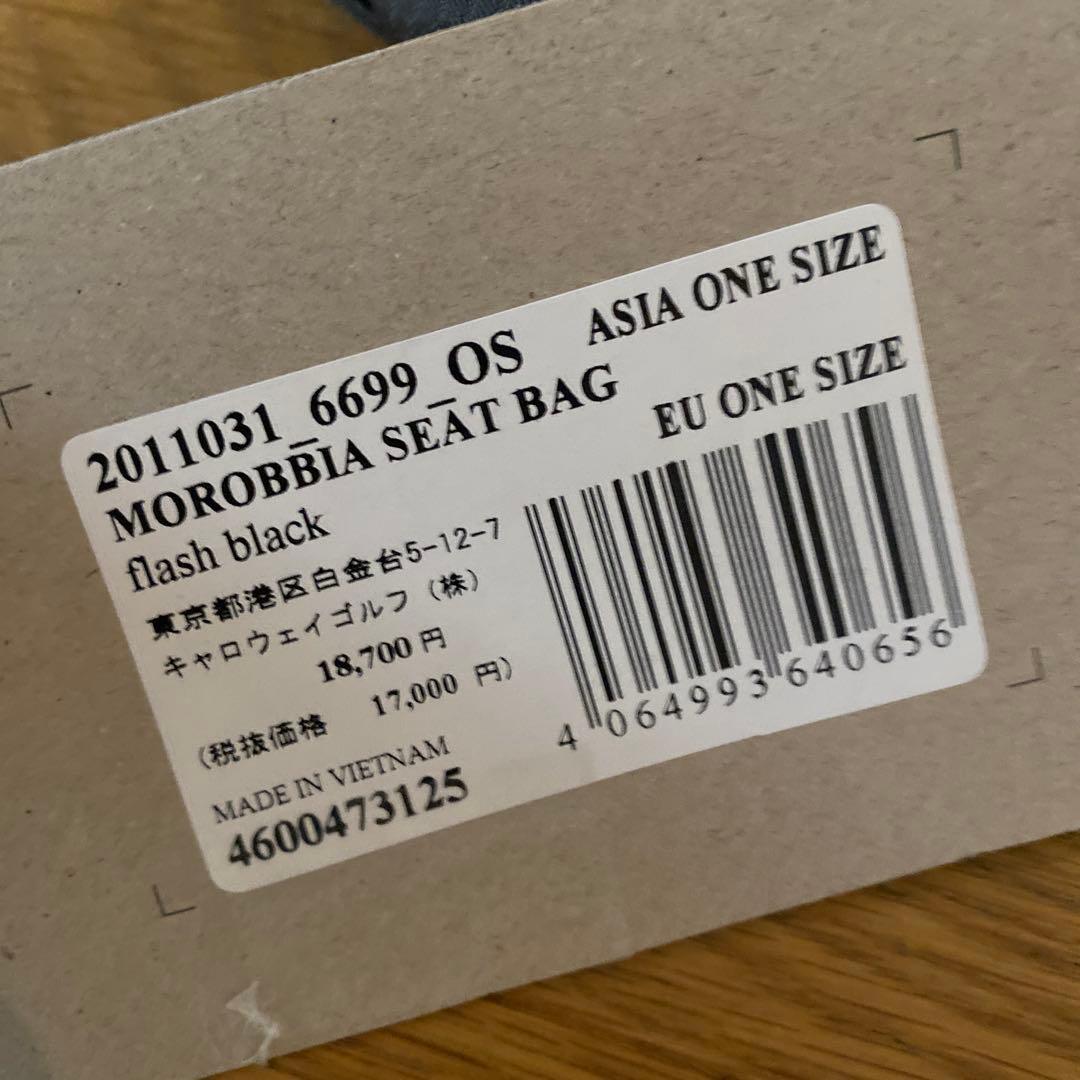 2011031_6699_OS
ASIA ONE SIZE
MOROBBIA SEAT BAG
EU ONE SIZE
flash black
東京都港区白金台5-12-7
キャロウェイゴルフ（株）
18,700 円
（税抜価格 17,000 円）
MADE IN VIETNAM
4600473125
4 064993 640656